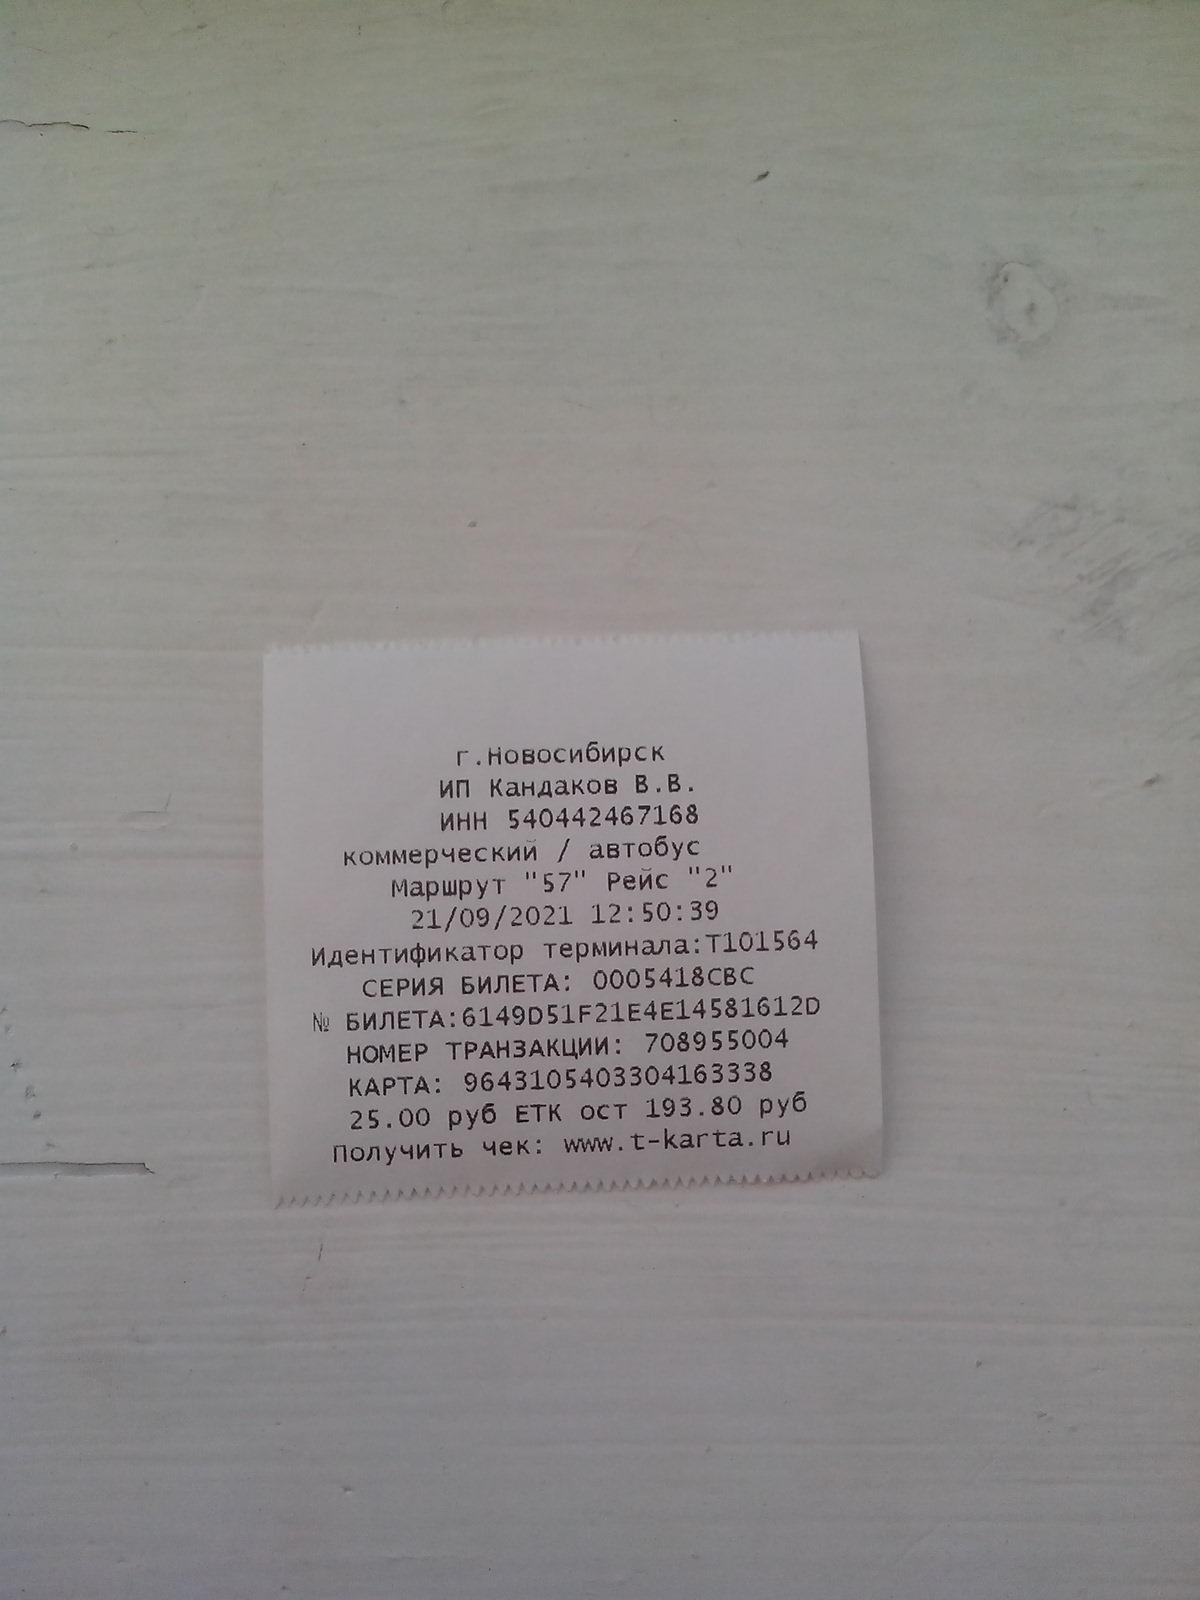 г.Новосибирск
ИП Кандаков В.В.
ИНН 540442467168
коммерческий / автобус
Маршрут "57" Рейс "2"
21/09/2021 12:50:39
Идентификатор терминала:Т101564
СЕРИЯ БИЛЕТА: 0005418CBC
№ БИЛЕТА:6149D51F21E4E14581612D
НОМЕР ТРАНЗАКЦИИ: 708955004
КАРТА: 9643105403304163338
25.00 руб ЕТК ост 193.80 руб
Получить чек: www.t-karta.ru